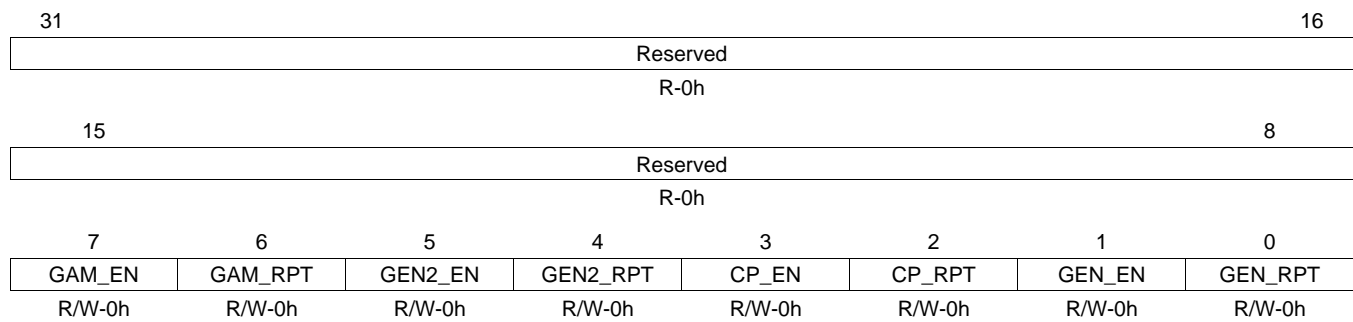 31 16
Reserved
R-0h
15 8
Reserved
R-0h
7 6 5 4 3 2 1 0
GAM_EN GAM_RPT GEN2_EN GEN2_RPT CP_EN CP_RPT GEN_EN GEN_RPT
R/W-0h R/W-0h R/W-0h R/W-0h R/W-0h R/W-0h R/W-0h R/W-0h